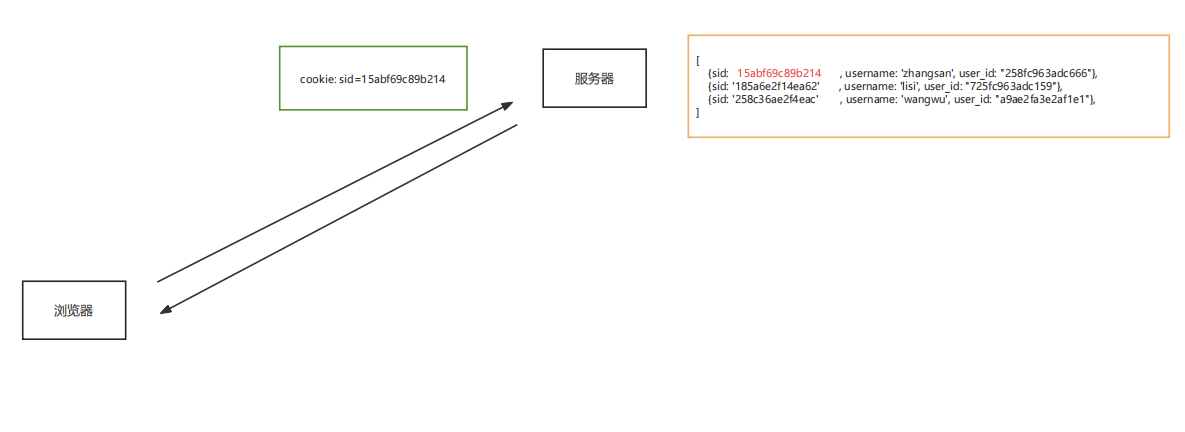 cookie: sid=15abf69c89b214
服务器
[
{sid: 15abf69c89b214 , username: 'zhangsan', user_id: "258fc963adc666"},
{sid: '185a6e2f14ea62' , username: 'lisi', user_id: "725fc963adc159"},
{sid: '258c36ae2f4eac' , username: 'wangwu', user_id: "a9ae2fa3e2af1e1"},
]
浏览器